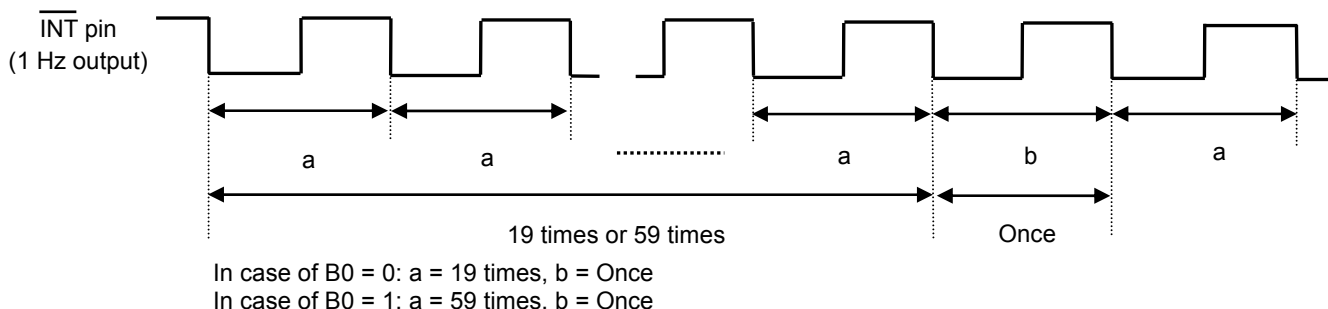 INT pin
(1 Hz output)
a a a b a
19 times or 59 times Once
In case of B0 = 0: a = 19 times, b = Once
In case of B0 = 1: a = 59 times, b = Once